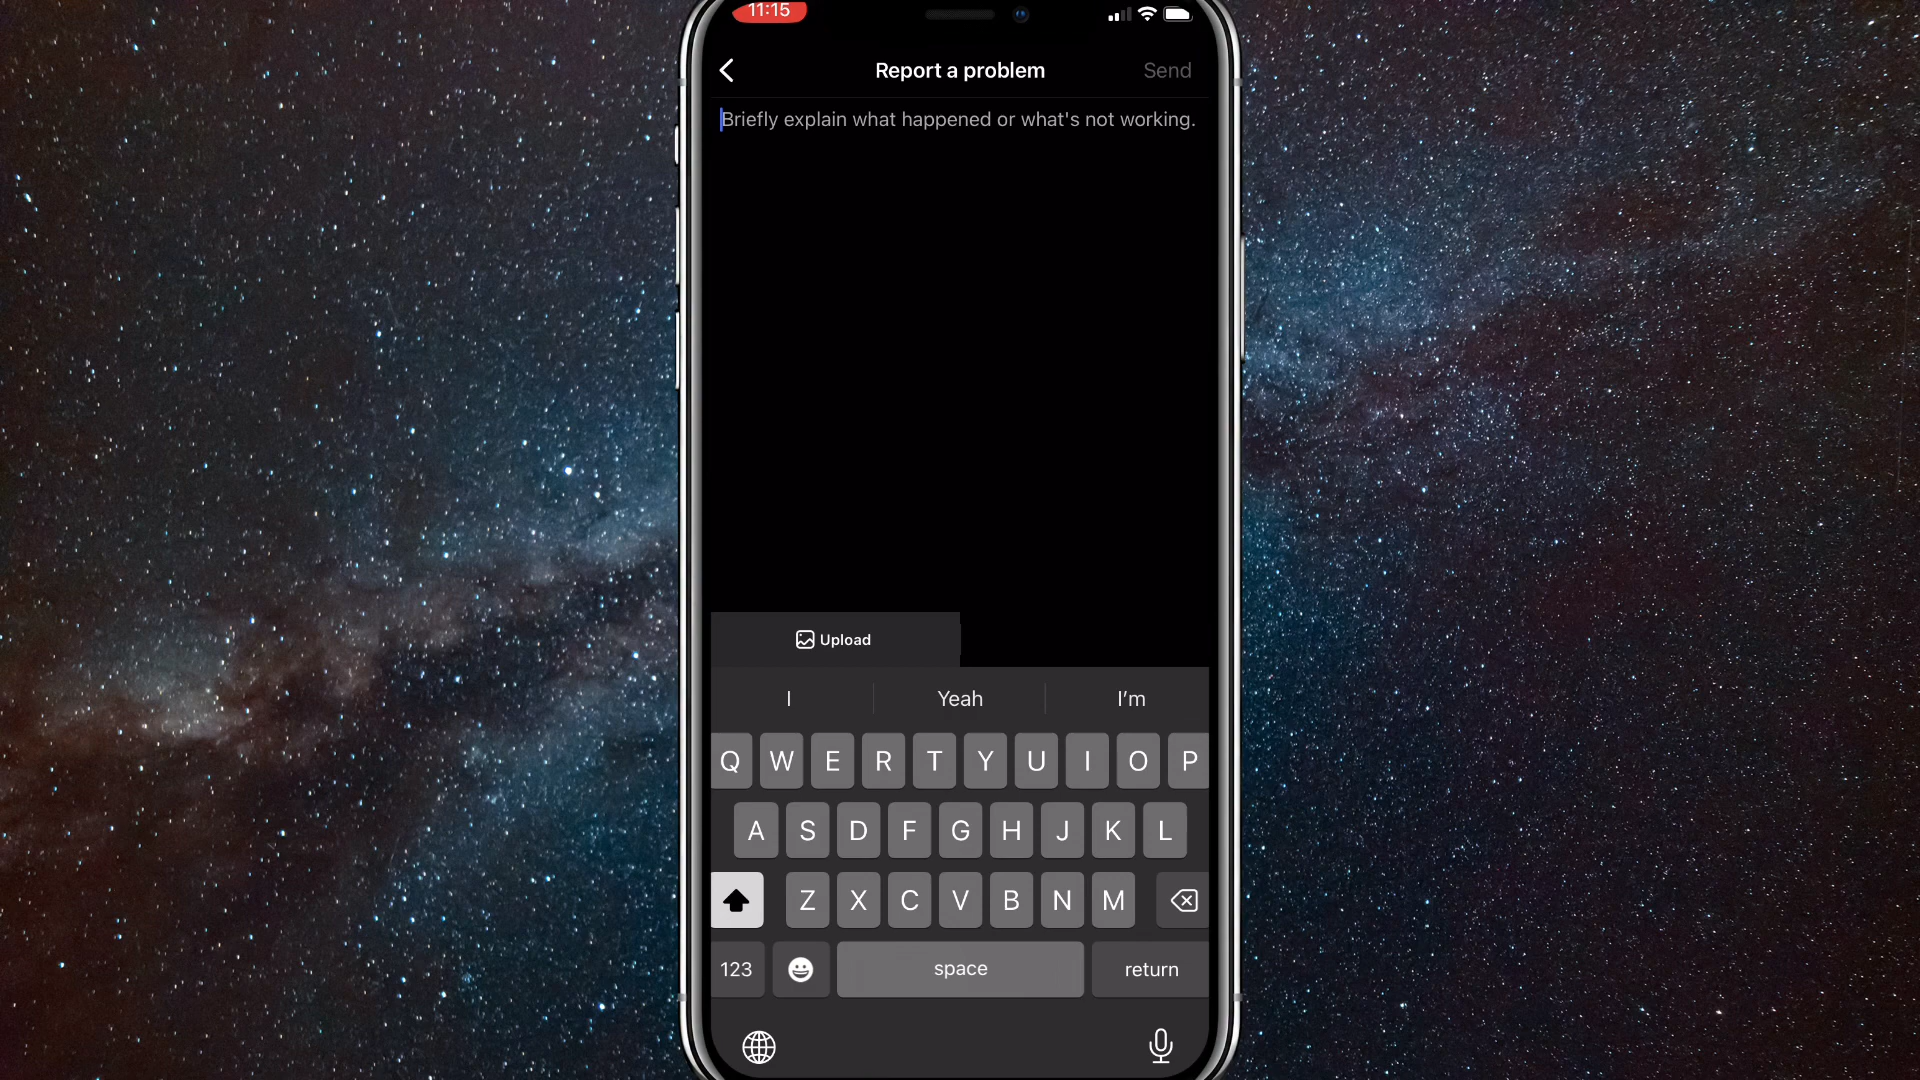 11:15
Report a problem
Send
Briefly explain what happened or what's not working.
Upload
I Yeah I’m
Q W E R T Y U I O P
A S D F G H J K L
Z X C V B N M
123 space return